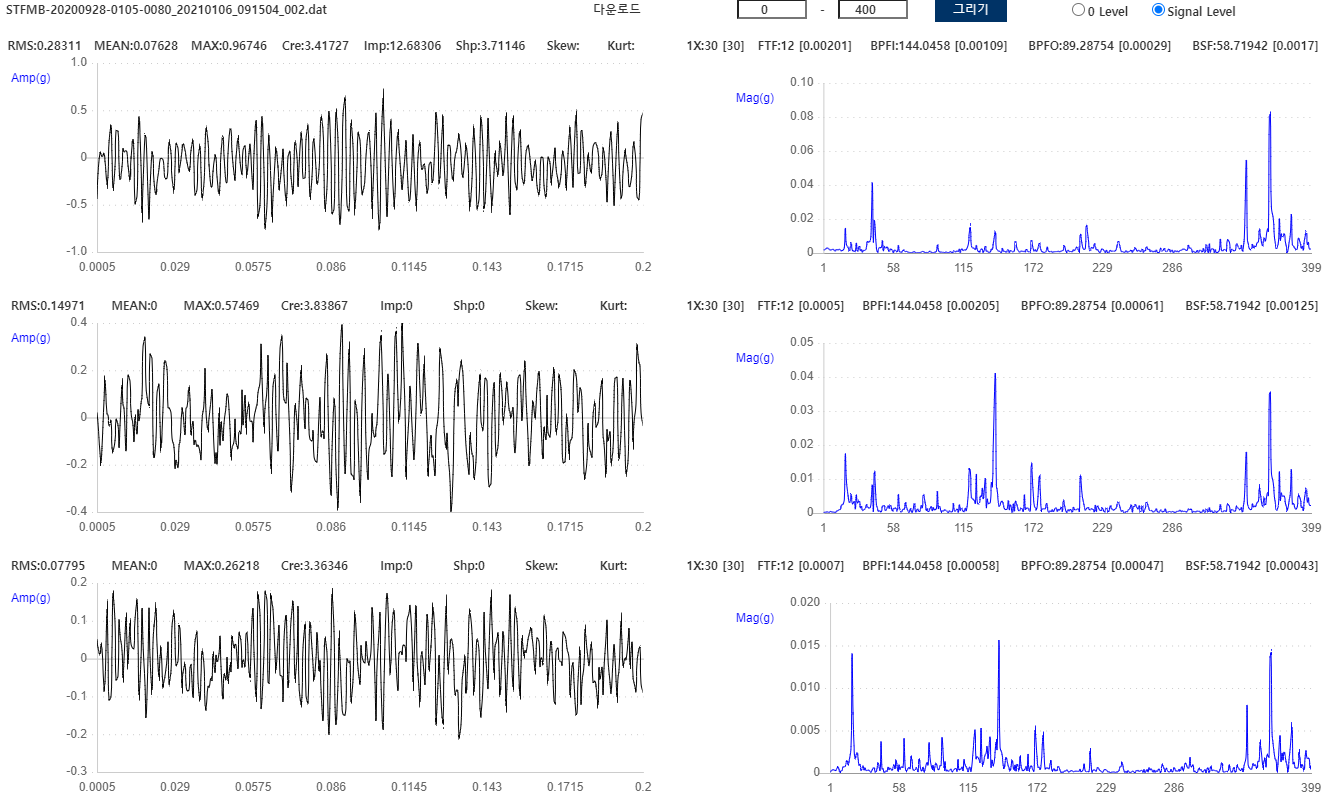 STFMB-20200928-0105-0080_20210106_091504_002.dat 다운로드 0 - 400 그리기 0 Level Signal Level
RMS:0.28311 MEAN:0.07628 MAX:0.96746 Cre:3.41727 Imp:12.68306 Shp:3.71146 Skew: Kurt:
Amp(g)
1.0
0.5
0
-0.5
-1.0
0.0005 0.029 0.0575 0.086 0.1145 0.143 0.1715 0.2
1X:30 [30] FTF:12 [0.00201] BPFI:144.0458 [0.00109] BPFO:89.28754 [0.00029] BSF:58.71942 [0.0017]
Mag(g)
0.10
0.08
0.06
0.04
0.02
0
1 58 115 172 229 286 399
RMS:0.14971 MEAN:0 MAX:0.57469 Cre:3.83867 Imp:0 Shp:0 Skew: Kurt:
Amp(g)
0.4
0.2
0
-0.2
-0.4
0.0005 0.029 0.0575 0.086 0.1145 0.143 0.1715 0.2
1X:30 [30] FTF:12 [0.0005] BPFI:144.0458 [0.00205] BPFO:89.28754 [0.00061] BSF:58.71942 [0.00125]
Mag(g)
0.05
0.04
0.03
0.02
0.01
0
1 58 115 172 229 286 399
RMS:0.07795 MEAN:0 MAX:0.26218 Cre:3.36346 Imp:0 Shp:0 Skew: Kurt:
Amp(g)
0.2
0.1
0
-0.1
-0.2
-0.3
0.0005 0.029 0.0575 0.086 0.1145 0.143 0.1715 0.2
1X:30 [30] FTF:12 [0.0007] BPFI:144.0458 [0.00058] BPFO:89.28754 [0.00047] BSF:58.71942 [0.00043]
Mag(g)
0.020
0.015
0.010
0.005
0
1 58 115 172 229 286 399